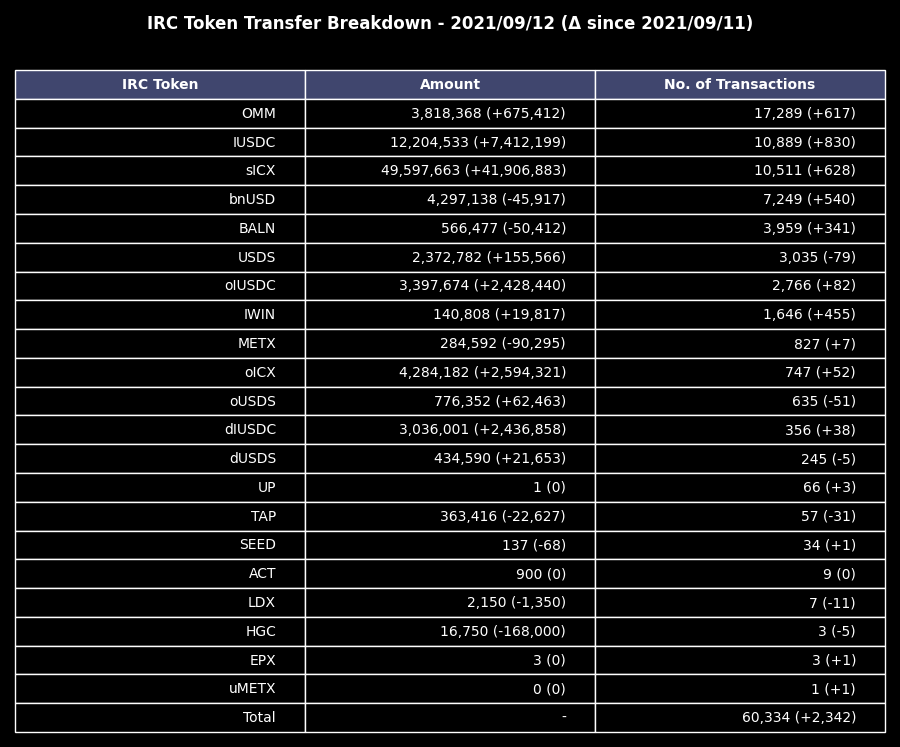 IRC Token Transfer Breakdown - 2021/09/12 (Δ since 2021/09/11)
IRC Token Amount No. of Transactions
OMM 3,818,368 (+675,412) 17,289 (+617)
IUSDC 12,204,533 (+7,412,199) 10,889 (+830)
sICX 49,597,663 (+41,906,883) 10,511 (+628)
bnUSD 4,297,138 (-45,917) 7,249 (+540)
BALN 566,477 (-50,412) 3,959 (+341)
USDS 2,372,782 (+155,566) 3,035 (-79)
oIUSDC 3,397,674 (+2,428,440) 2,766 (+82)
IWIN 140,808 (+19,817) 1,646 (+455)
METX 284,592 (-90,295) 827 (+7)
oICX 4,284,182 (+2,594,321) 747 (+52)
oUSDS 776,352 (+62,463) 635 (-51)
dIUSDC 3,036,001 (+2,436,858) 356 (+38)
dUSDS 434,590 (+21,653) 245 (-5)
UP 1 (0) 66 (+3)
TAP 363,416 (-22,627) 57 (-31)
SEED 137 (-68) 34 (+1)
ACT 900 (0) 9 (0)
LDX 2,150 (-1,350) 7 (-11)
HGC 16,750 (-168,000) 3 (-5)
EPX 3 (0) 3 (+1)
uMETX 0 (0) 1 (+1)
Total - 60,334 (+2,342)